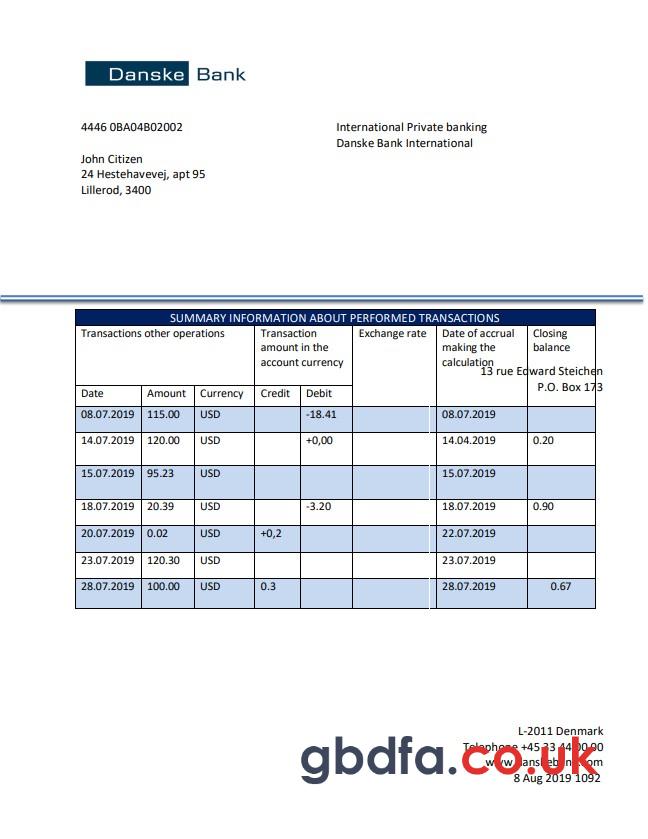 Danske Bank
4446 0BA04B02002
International Private banking
Danske Bank International
John Citizen
24 Hestehavevej, apt 95
Lillerod, 3400
SUMMARY INFORMATION ABOUT PERFORMED TRANSACTIONS
Transactions other operations Transaction amount in the account currency Exchange rate Date of accrual making the calculation Closing balance
13 rue Edward Steichen
P.O. Box 173
Date Amount Currency Credit Debit
08.07.2019 115.00 USD -18.41 08.07.2019
14.07.2019 120.00 USD +0,00 14.04.2019 0.20
15.07.2019 95.23 USD 15.07.2019
18.07.2019 20.39 USD -3.20 18.07.2019 0.90
20.07.2019 0.02 USD +0,2 22.07.2019
23.07.2019 120.30 USD 23.07.2019
28.07.2019 100.00 USD 0.3 28.07.2019 0.67
L-2011 Denmark
Telephone +45 33 44 00 00
www.danskebank.com
8 Aug 2019 1092
gbdfa.co.uk